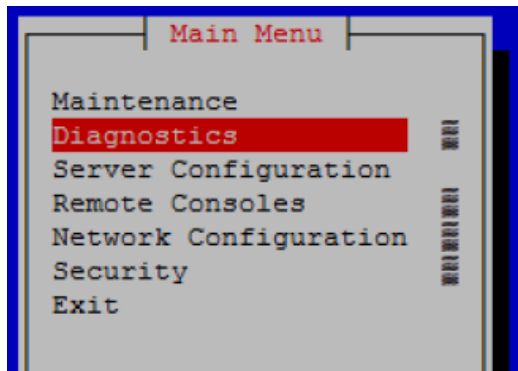 Main Menu
Maintenance
Diagnostics
Server Configuration
Remote Consoles
Network Configuration
Security
Exit